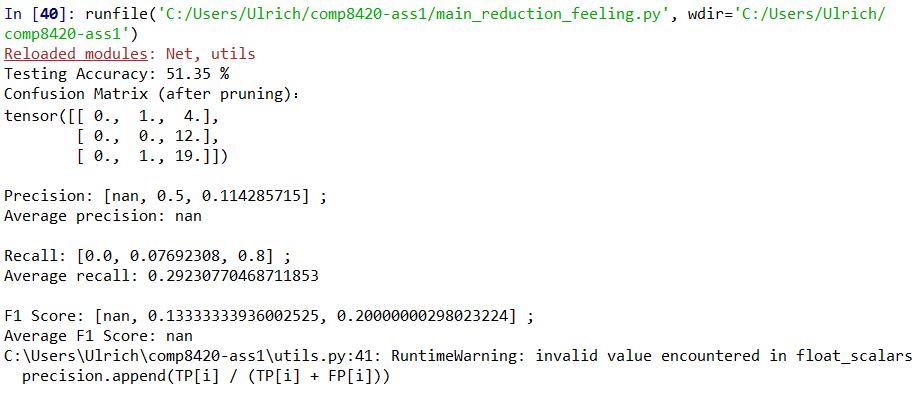 In [40]: runfile('C:/Users/Ulrich/comp8420-ass1/main_reduction_feeling.py', wdir='C:/Users/Ulrich/
comp8420-ass1')
Reloaded modules: Net, utils
Testing Accuracy: 51.35 %
Confusion Matrix (after pruning):
tensor([[ 0.,  1.,  4.],
        [ 0.,  0., 12.],
        [ 0.,  1., 19.]])
Precision: [nan, 0.5, 0.114285715] ;
Average precision: nan
Recall: [0.0, 0.07692308, 0.8] ;
Average recall: 0.29230770468711853
F1 Score: [nan, 0.13333333936002525, 0.20000000298023224] ;
Average F1 Score: nan
C:\Users\Ulrich\comp8420-ass1\utils.py:41: RuntimeWarning: invalid value encountered in float_scalars
  precision.append(TP[i] / (TP[i] + FP[i]))